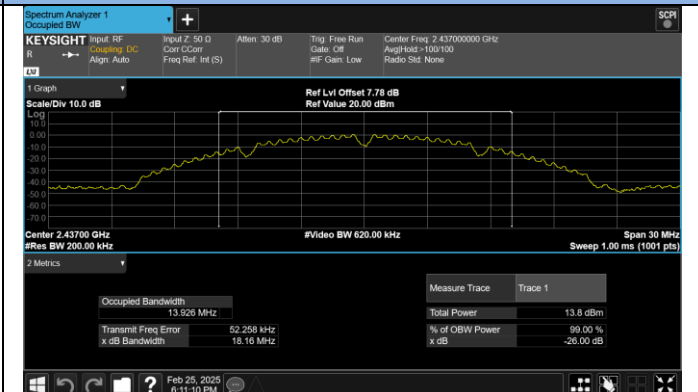 Spectrum Analyzer 1
Occupied BW
SCPI
KEYSIGHT Input: RF Input Z: 50 Ω Atten: 30 dB Trig: Free Run Center Freq: 2.437000000 GHz
R Coupling: DC Corr CCorr Gate: Off Avg|Hold:>100/100
Align: Auto Freq Ref: Int (S) #IF Gain: Low Radio Std: None
LXI
1 Graph
Ref Lvl Offset 7.78 dB
Scale/Div 10.0 dB Ref Value 20.00 dBm
Log
10.0
0.00
-10.0
-20.0
-30.0
-40.0
-50.0
-60.0
-70.0
Center 2.43700 GHz #Video BW 620.00 kHz Span 30 MHz
#Res BW 200.00 kHz Sweep 1.00 ms (1001 pts)
2 Metrics
Measure Trace Trace 1
Occupied Bandwidth
13.926 MHz
Total Power 13.8 dBm
Transmit Freq Error 52.258 kHz % of OBW Power 99.00 %
x dB Bandwidth 18.16 MHz x dB -26.00 dB
Feb 25, 2025
6:11:10 PM